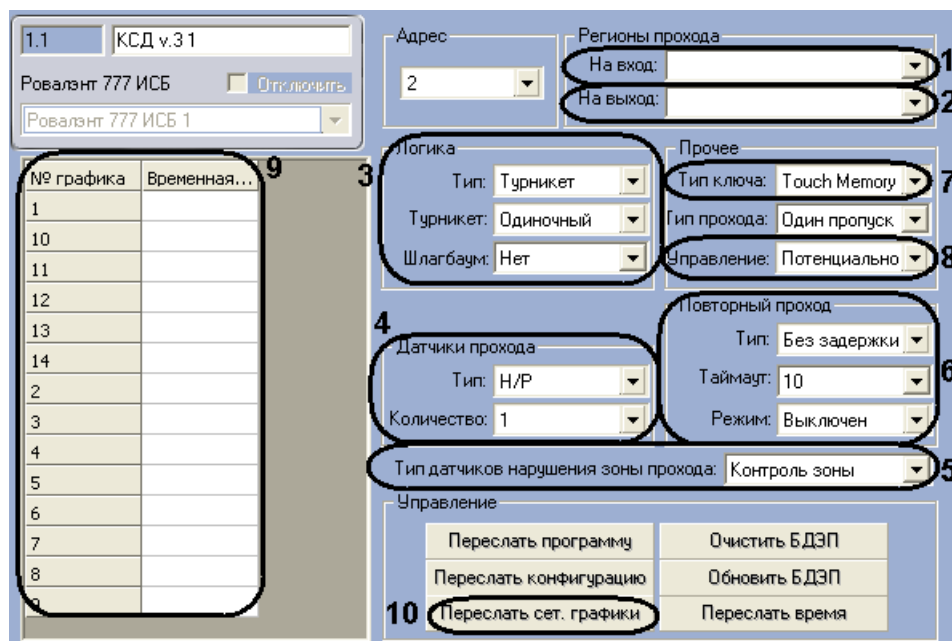 1.1 КСД v.3 1
Ровалэнт 777 ИСБ Отключить
Ровалэнт 777 ИСБ 1
Адрес
2
Регионы прохода
На вход: 1
На выход: 2
9
№ графика Временная...
1
10
11
12
13
14
2
3
4
5
6
7
8
9
Логика
3
Тип: Турникет
Турникет: Одиночный
Шлагбаум: Нет
Прочее
Тип ключа: Touch Memory 7
Тип прохода: Один пропуск
Управление: Потенциально 8
4
Датчики прохода
Тип: Н/Р
Количество: 1
Повторный проход
Тип: Без задержки
Таймаут: 10 6
Режим: Выключен
Тип датчиков нарушения зоны прохода: Контроль зоны 5
Управление
Переслать программу Очистить БДЭП
Переслать конфигурацию Обновить БДЭП
10 Переслать сет. графики Переслать время